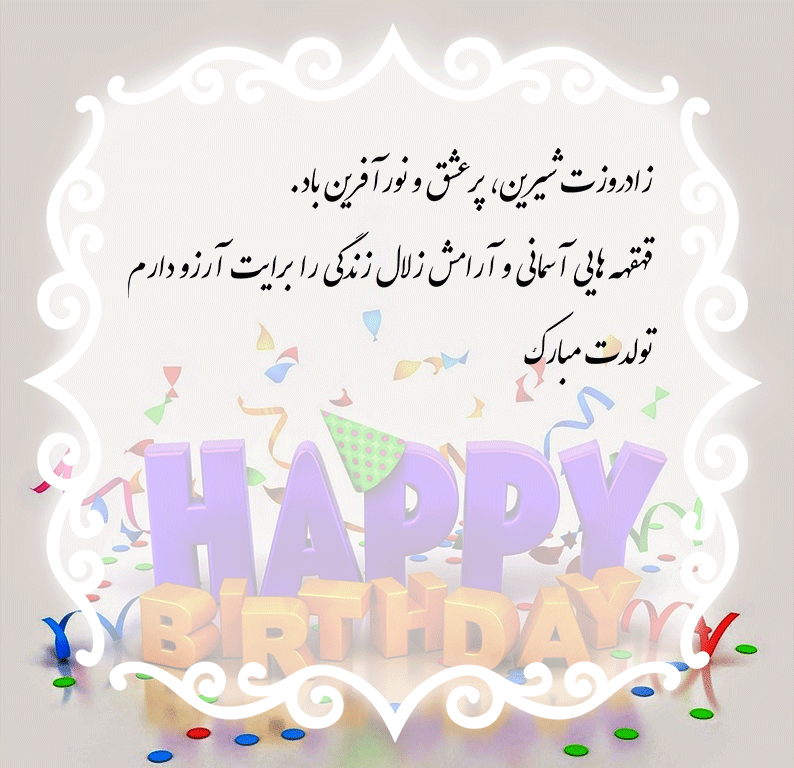 زادروزت شیرین، پر عشق و نور آفرین باد.
قهقهه هایی آسمانی و آرامش زلال زندگی را برایت آرزو دارم
تولدت مبارک
HAPPY
BIRTHDAY